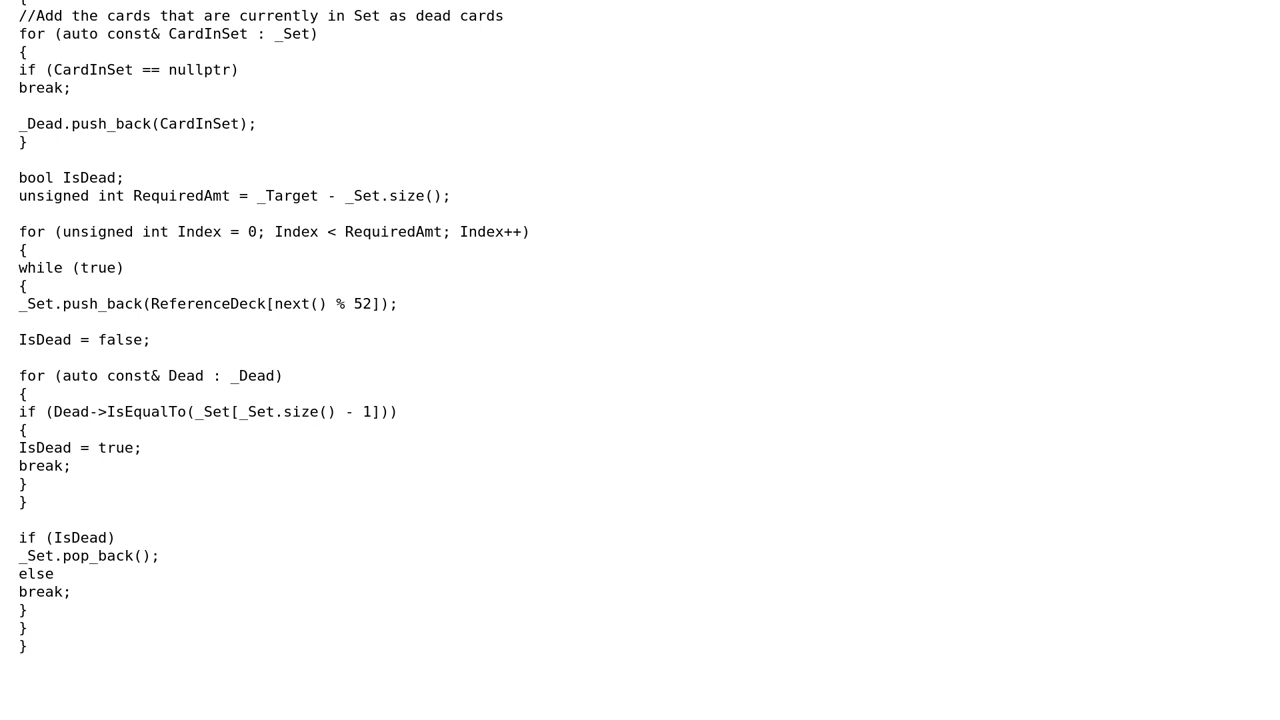 {
//Add the cards that are currently in Set as dead cards
for (auto const& CardInSet : _Set)
{
if (CardInSet == nullptr)
break;

_Dead.push_back(CardInSet);
}

bool IsDead;
unsigned int RequiredAmt = _Target - _Set.size();

for (unsigned int Index = 0; Index < RequiredAmt; Index++)
{
while (true)
{
_Set.push_back(ReferenceDeck[next() % 52]);

IsDead = false;

for (auto const& Dead : _Dead)
{
if (Dead->IsEqualTo(_Set[_Set.size() - 1]))
{
IsDead = true;
break;
}
}

if (IsDead)
_Set.pop_back();
else
break;
}
}
}